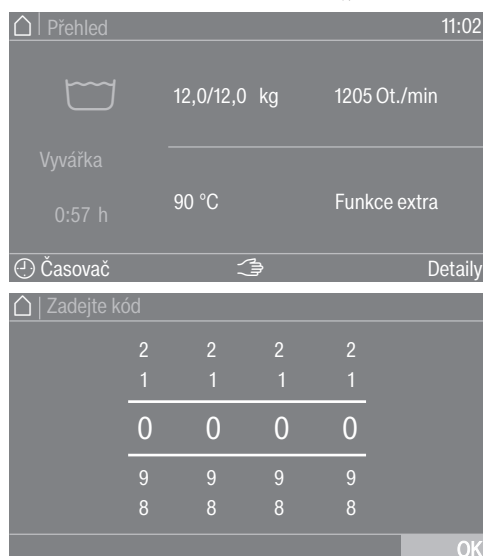 Přehled 11:02
12,0/12,0 kg 1205 Ot./min
Vyvářka
90 °C Funkce extra
0:57 h
Časovač Detaily
Zadejte kód
2 2 2 2
1 1 1 1
0 0 0 0
9 9 9 9
8 8 8 8
OK